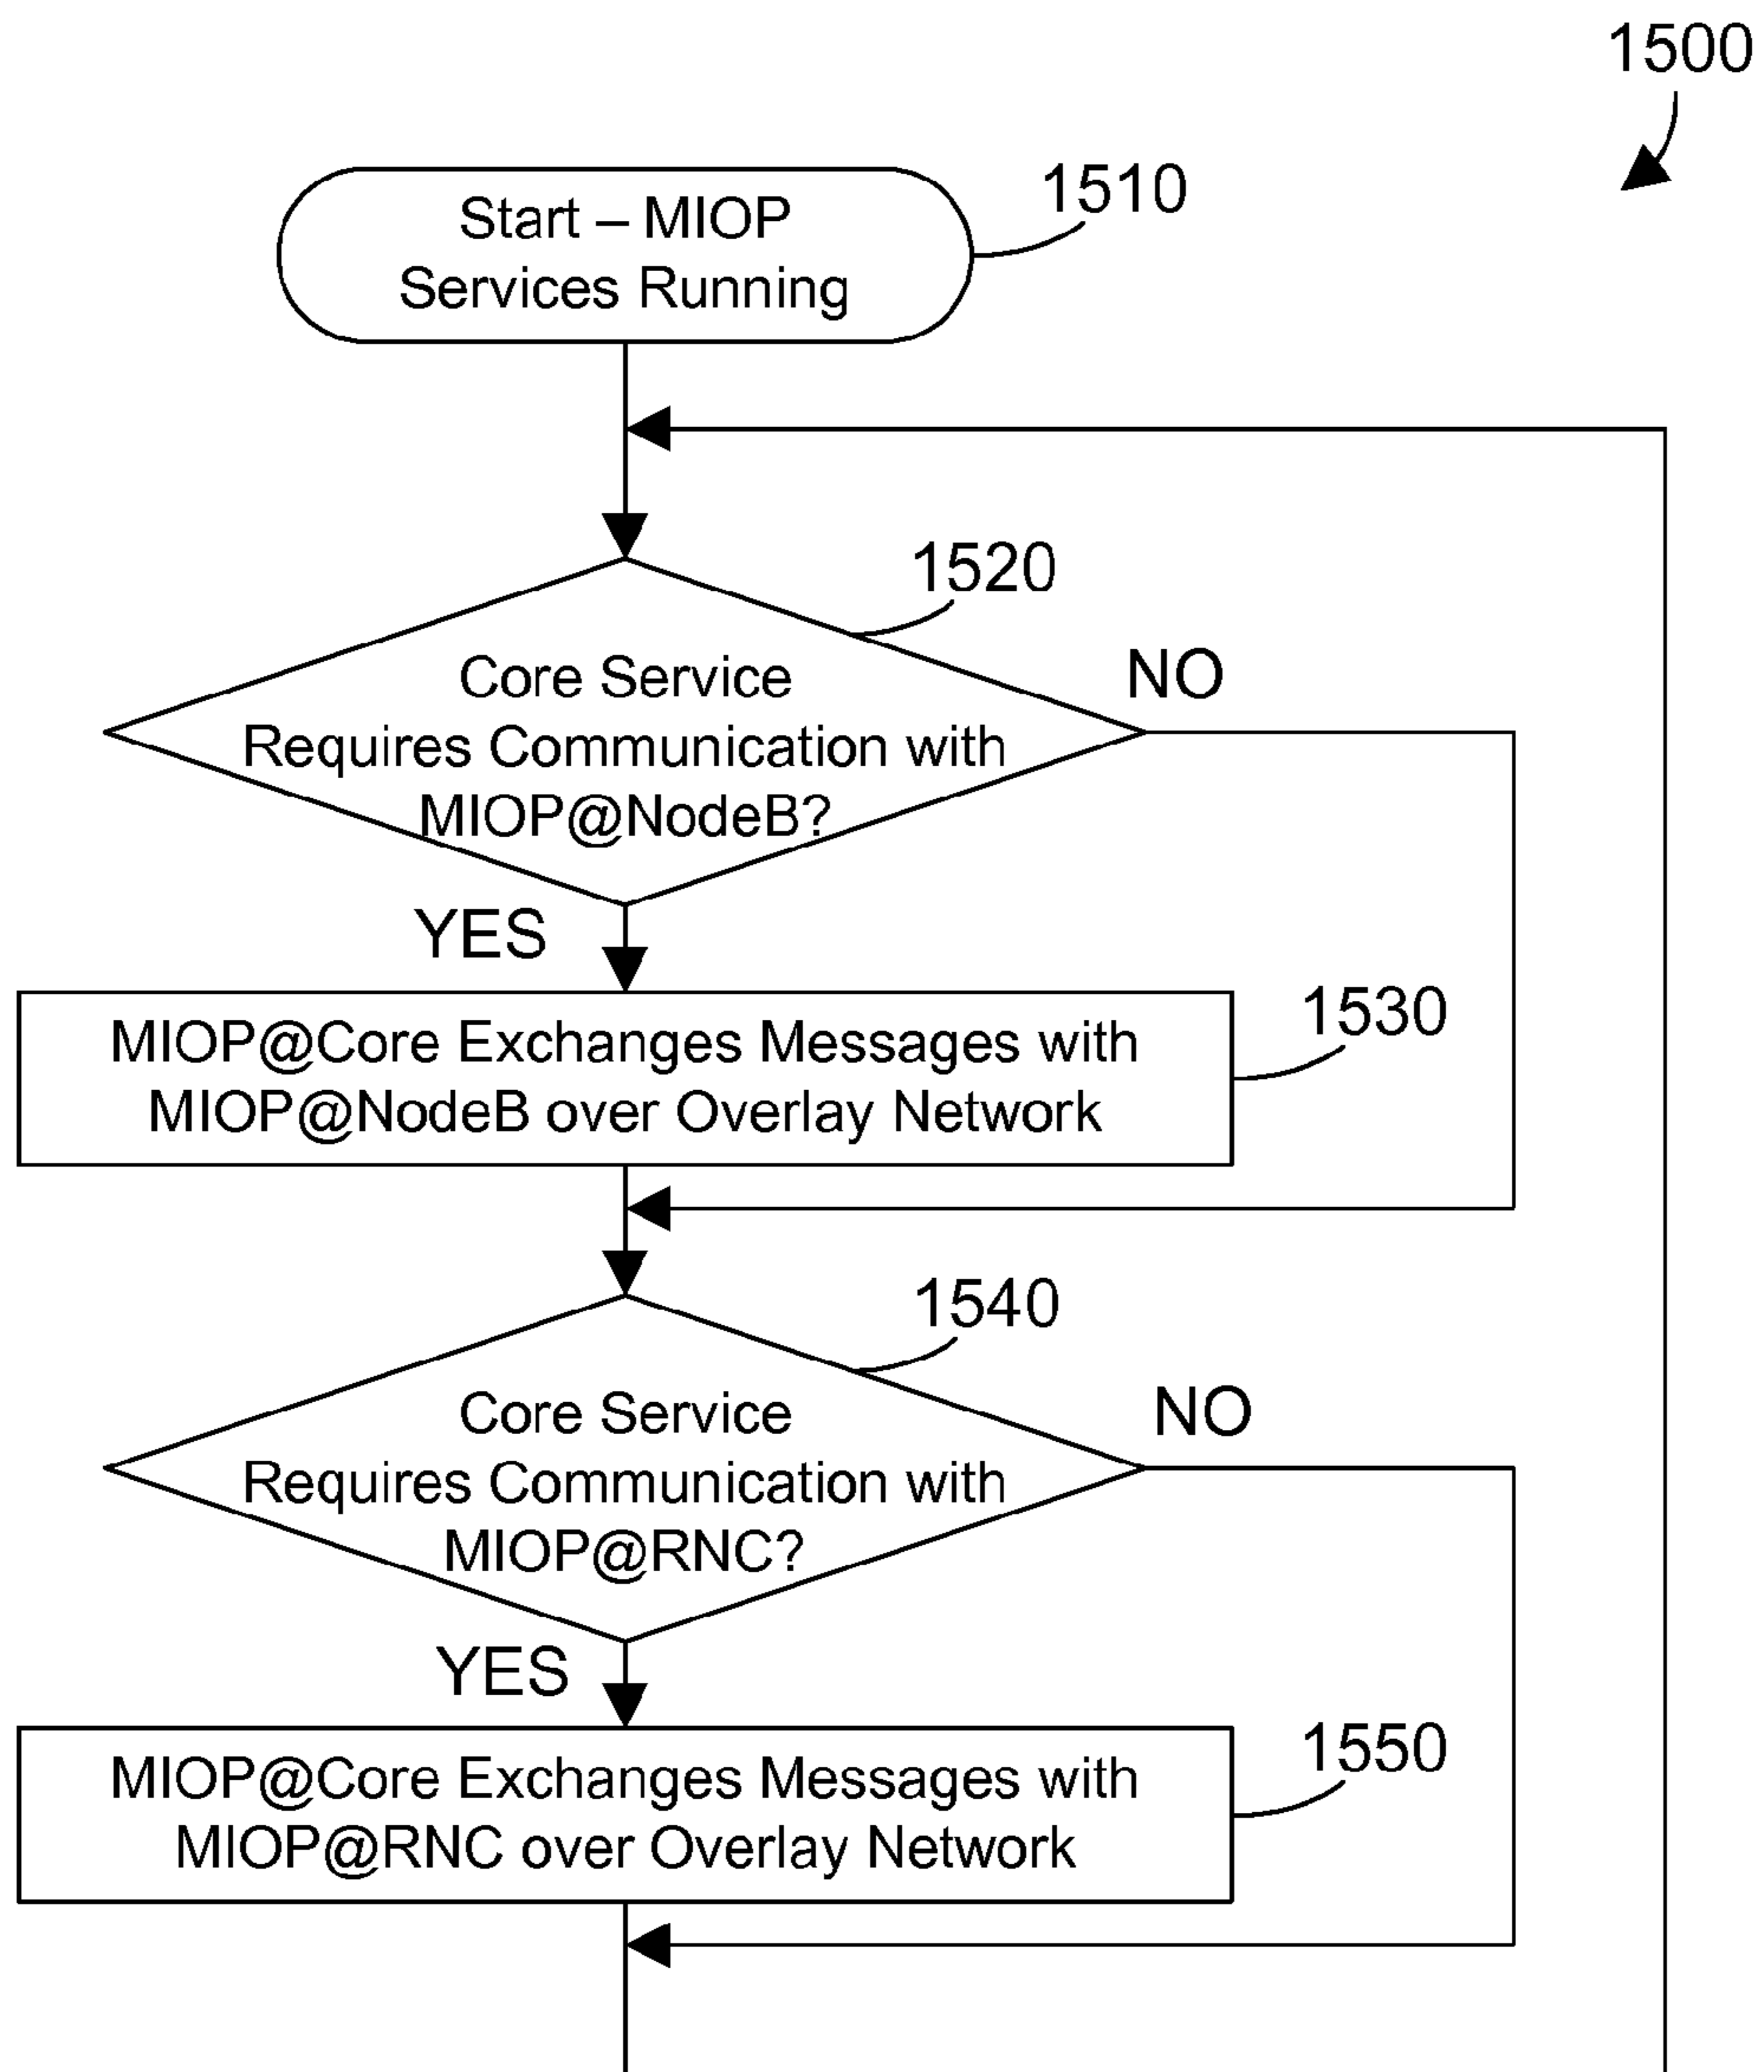 1500
1510
Start – MIOP
Services Running
1520
Core Service
Requires Communication with
MIOP@NodeB?
NO
YES
1530
MIOP@Core Exchanges Messages with
MIOP@NodeB over Overlay Network
1540
Core Service
Requires Communication with
MIOP@RNC?
NO
YES
1550
MIOP@Core Exchanges Messages with
MIOP@RNC over Overlay Network